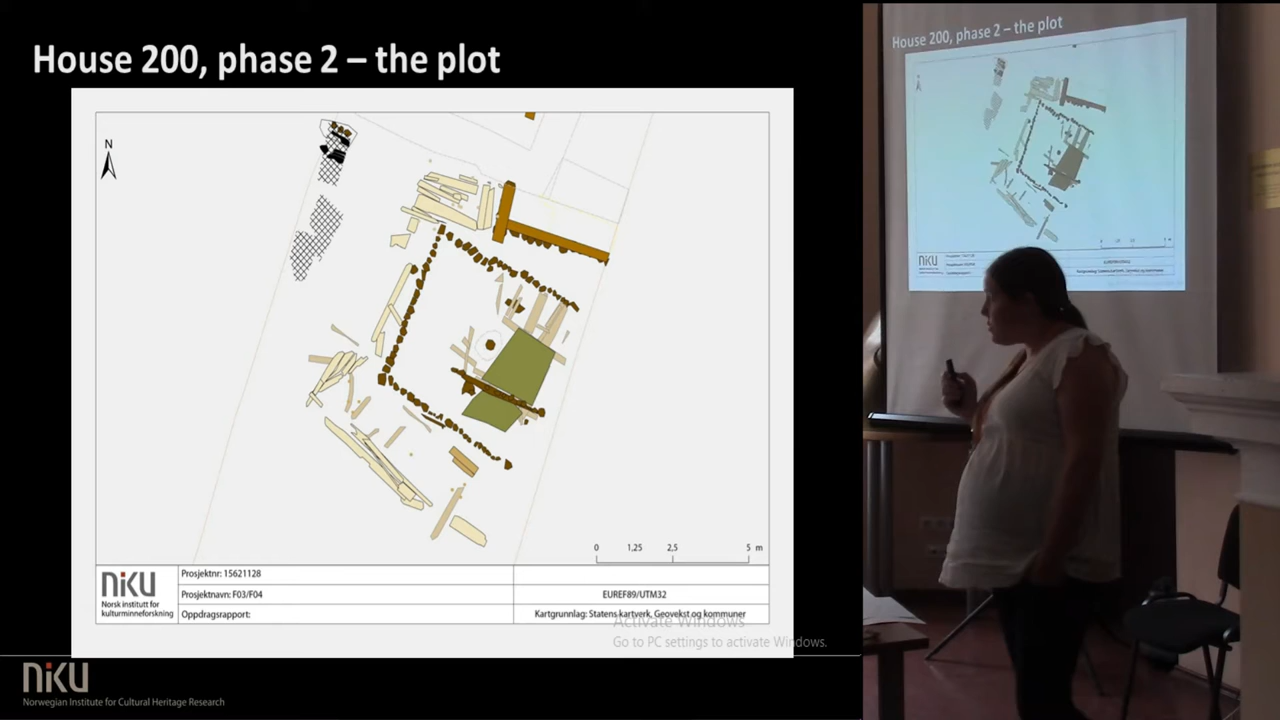 House 200, phase 2 – the plot
N
0 1,25 2,5 5 m
NIKU
Norsk institutt for
kulturminneforskning
Prosjektnr: 15621128
Prosjektnavn: F03/F04
Oppdragsrapport:
EUREF89/UTM32
Kartgrunnlag: Statens kartverk, Geovekst og kommuner
Activate Windows
Go to PC settings to activate Windows.
NIKU
Norwegian Institute for Cultural Heritage Research
House 200, phase 2 – the plot
NIKU